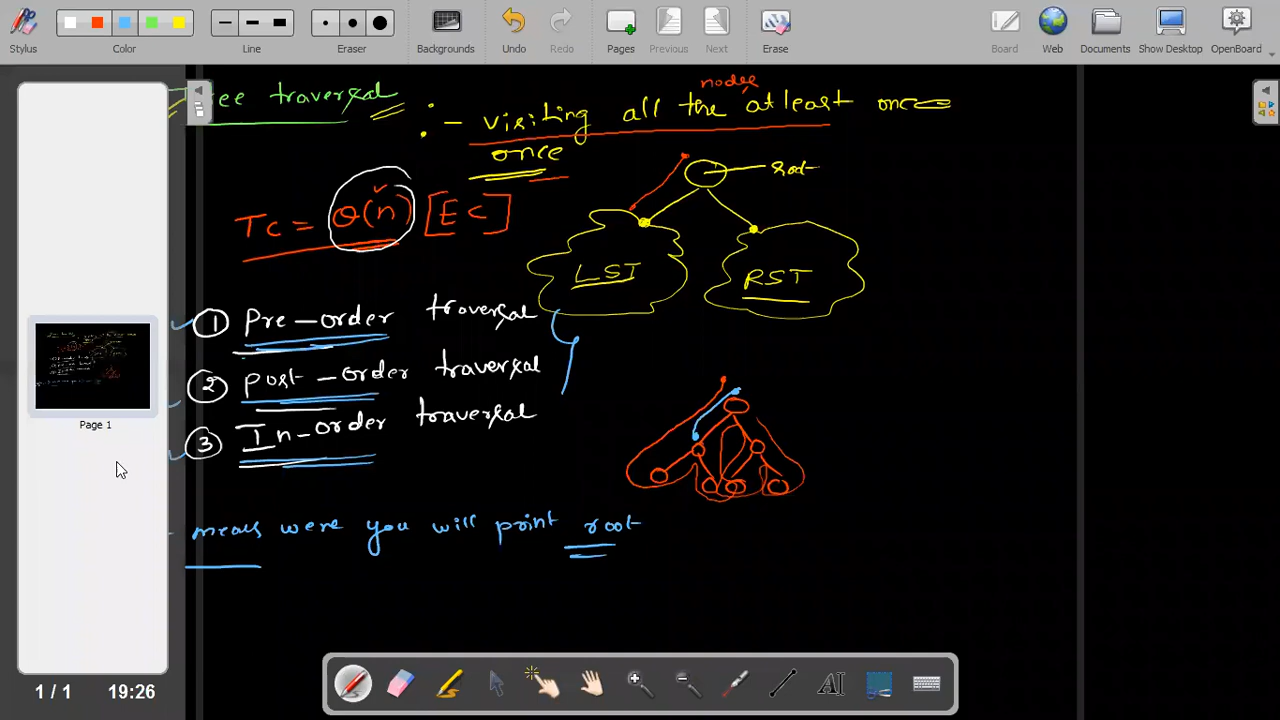 Stylus
Color
Line
Eraser
Backgrounds
Undo
Redo
Pages
Previous
Next
Erase
Board
Web
Documents
Show Desktop
OpenBoard
ee traversal
:- visiting all the nodes atleast once
once
root
TC = θ(n) [EC]
LST
RST
1 Pre-order traversal
2 post-order traversal
3 In-order traversal
means were you will print root
Page 1
1 / 1
19:26